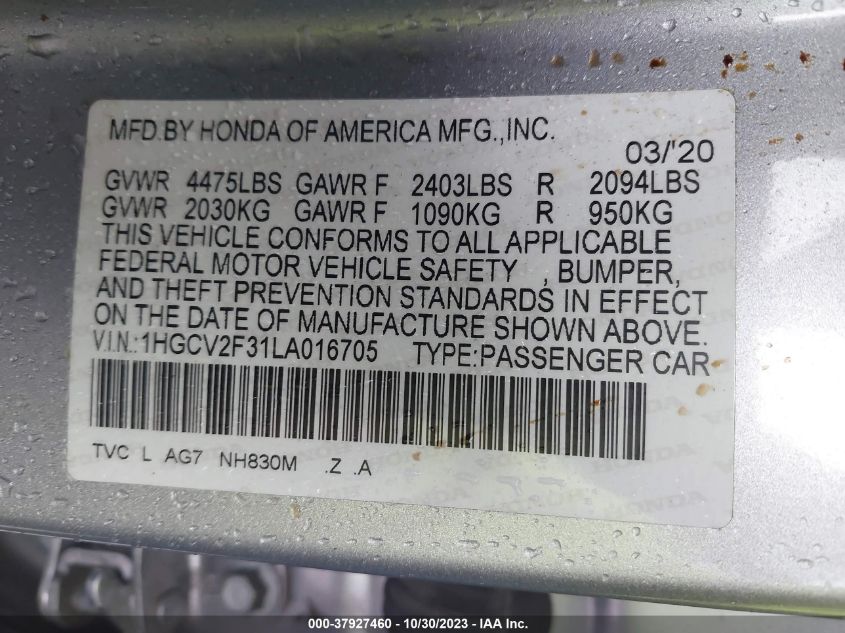 MFD.BY HONDA OF AMERICA MFG.,INC.
03/'20
GVWR 4475LBS GAWR F 2403LBS R 2094LBS
GVWR 2030KG GAWR F 1090KG R 950KG
THIS VEHICLE CONFORMS TO ALL APPLICABLE
FEDERAL MOTOR VEHICLE SAFETY , BUMPER,
AND THEFT PREVENTION STANDARDS IN EFFECT
ON THE DATE OF MANUFACTURE SHOWN ABOVE.
V.I.N.:1HGCV2F31LA016705 TYPE:PASSENGER CAR
TVC L AG7 NH830M .Z .A
000-37927460 - 10/30/2023 - IAA Inc.